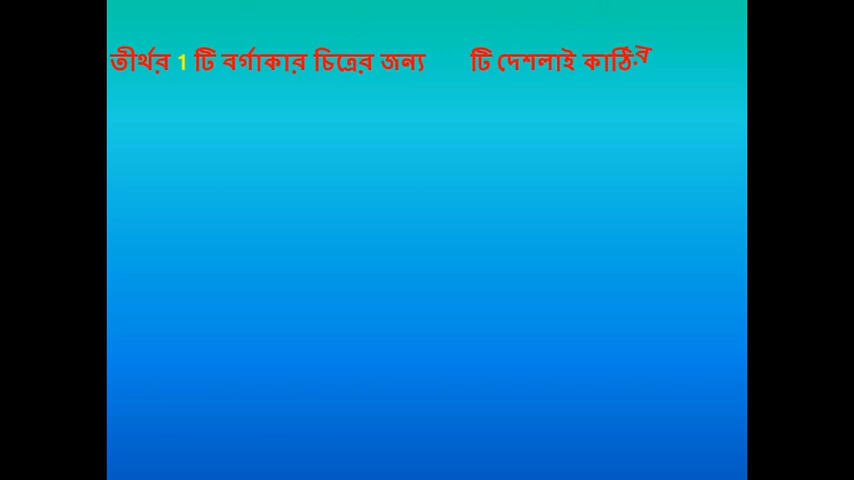 তীর্থর 1 টি বর্গাকার চিত্রের জন্য টি দেশলাই কাঠির